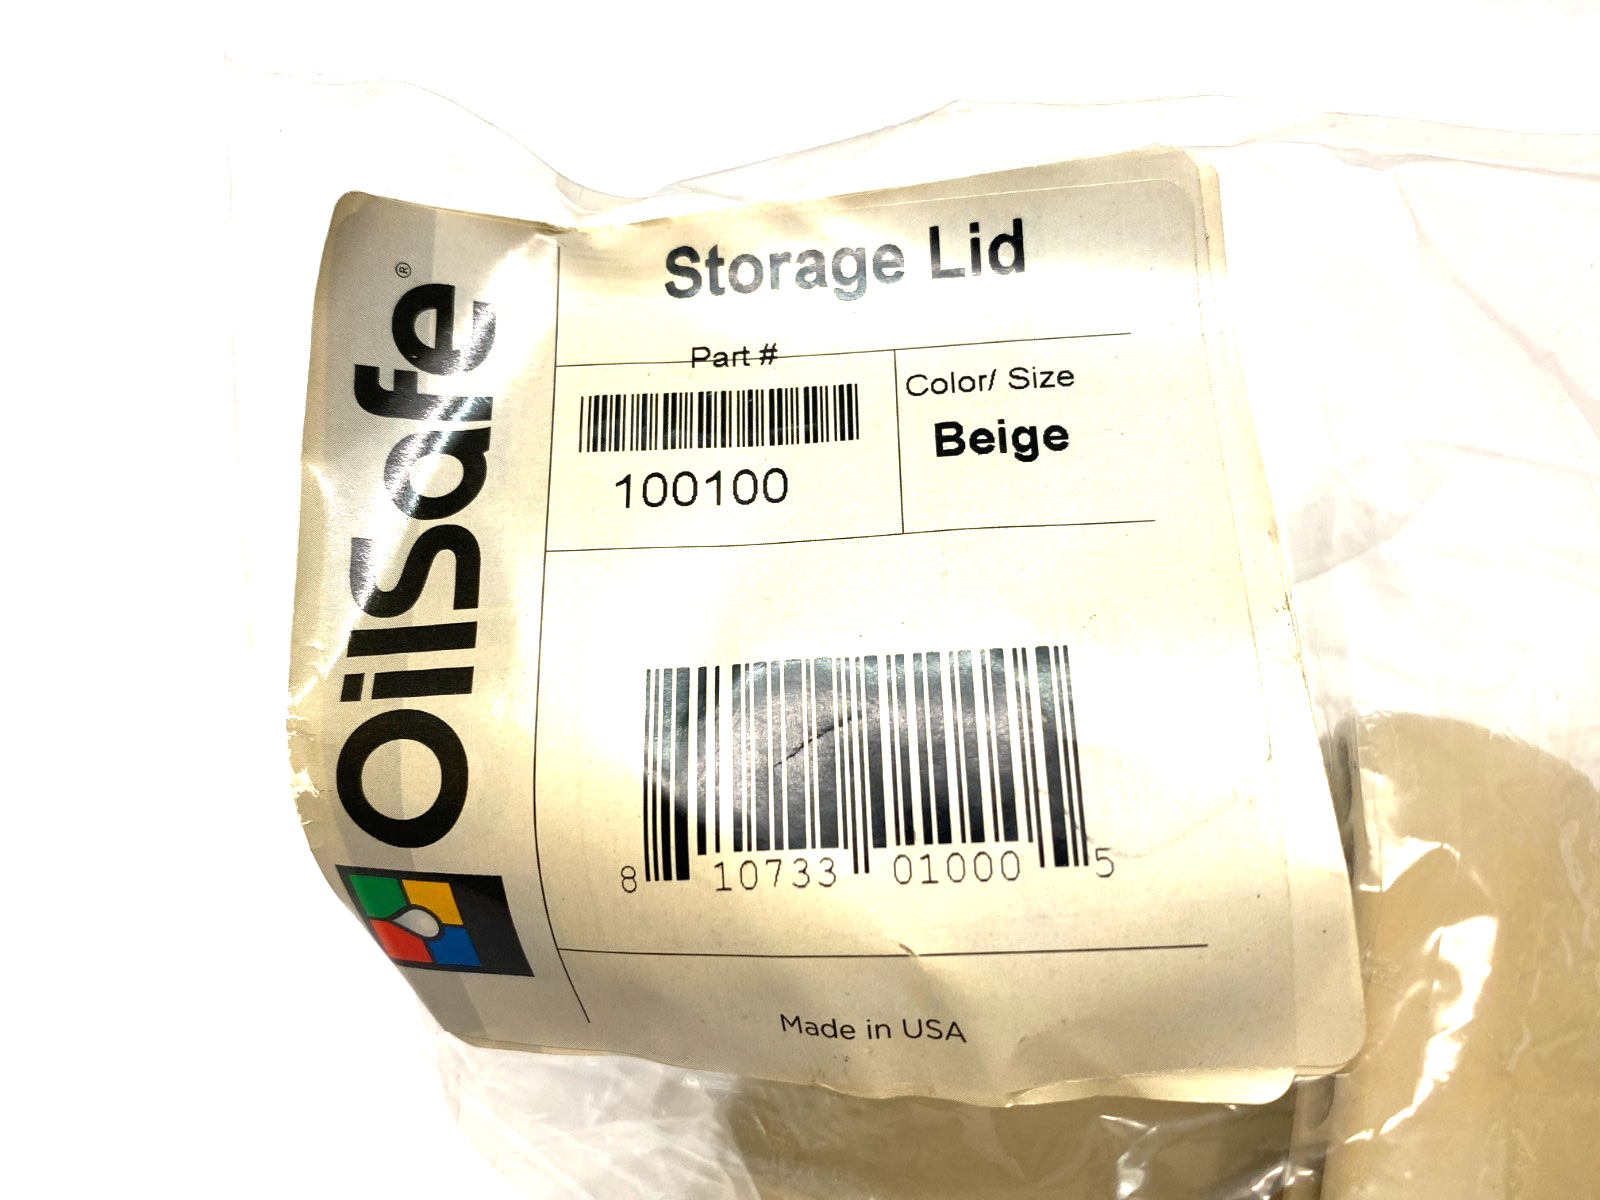 OilSafe®
Storage Lid
Part #
100100
Color/ Size
Beige
8 10733 01000 5
Made in USA